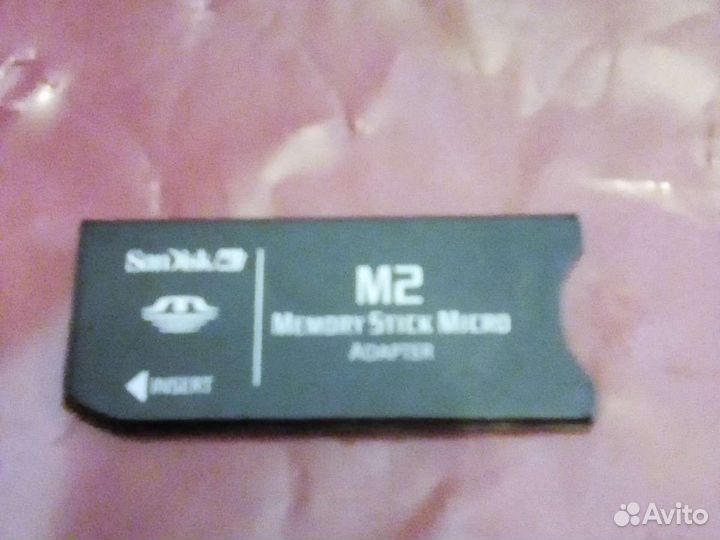 SanDisk
INSERT
M2
MEMORY STICK MICRO
ADAPTER
Avito